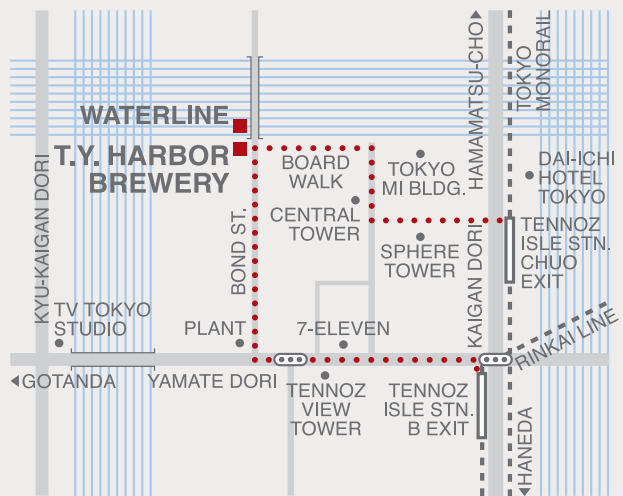 HAMAMATSU-CHO
TOKYO
MONORAIL
WATERLINE
T.Y. HARBOR
BREWERY
BOARD
WALK
TOKYO
MI BLDG.
DAI-ICHI
HOTEL
TOKYO
KYU-KAIGAN DORI
BOND ST.
CENTRAL
TOWER
SPHERE
TOWER
KAIGAN DORI
TENNOZ
ISLE STN.
CHUO
EXIT
TV TOKYO
STUDIO
PLANT
7-ELEVEN
RINKAI LINE
GOTANDA
YAMATE DORI
TENNOZ
VIEW
TOWER
TENNOZ
ISLE STN.
B EXIT
HANEDA